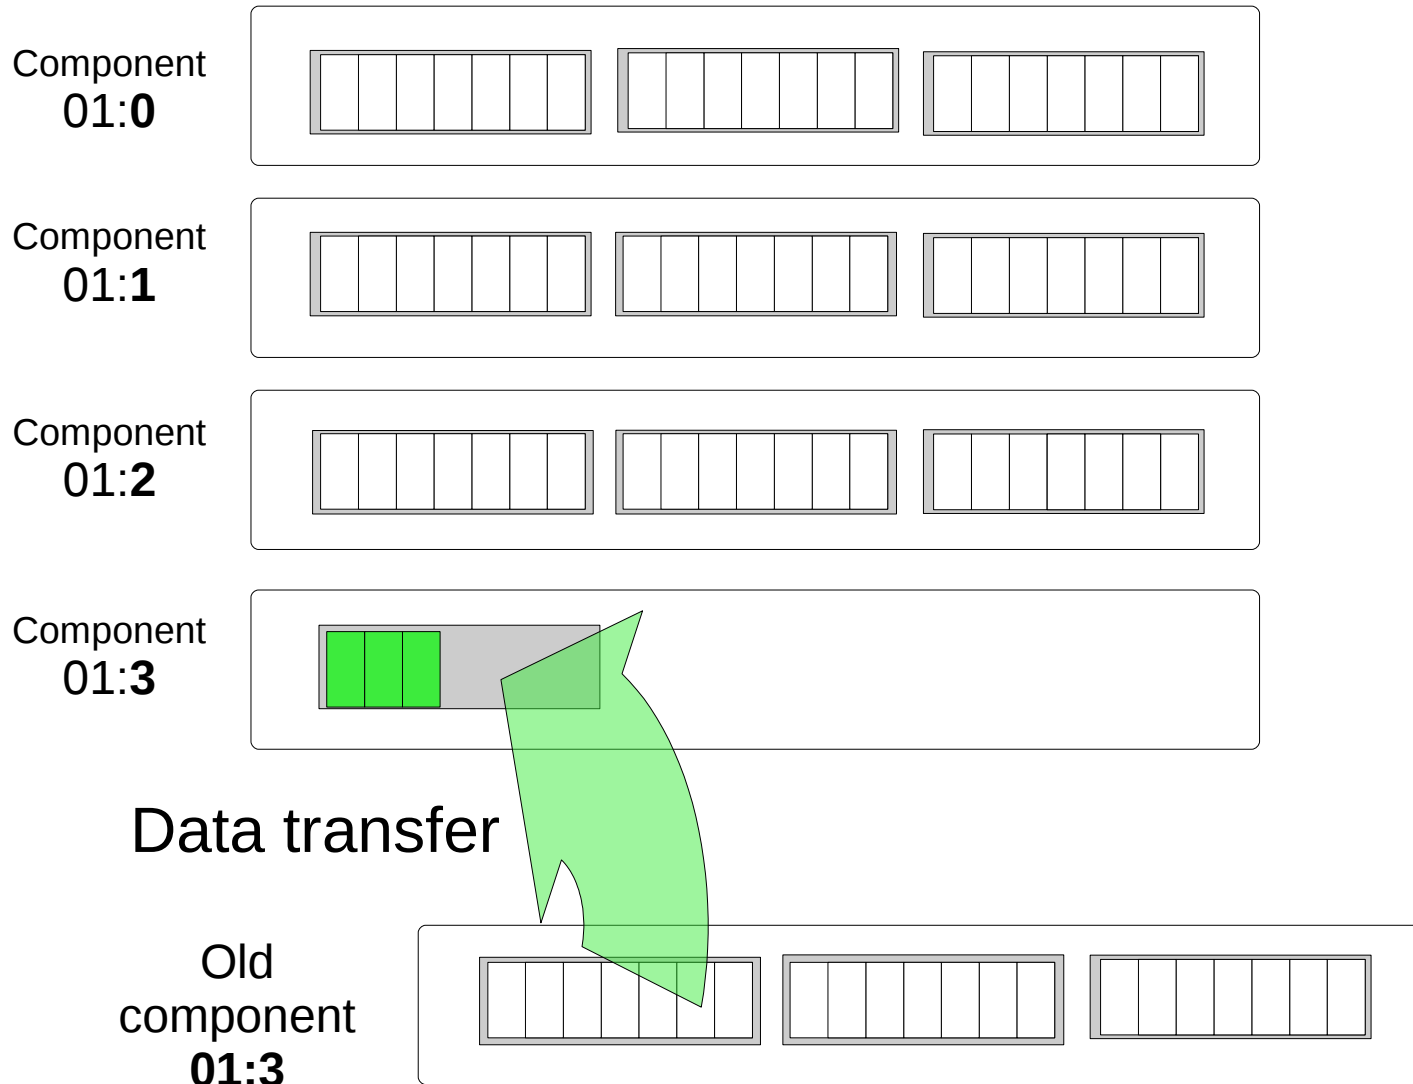 Component
01:0
Component
01:1
Component
01:2
Component
01:3
Data transfer
Old
component
01:3